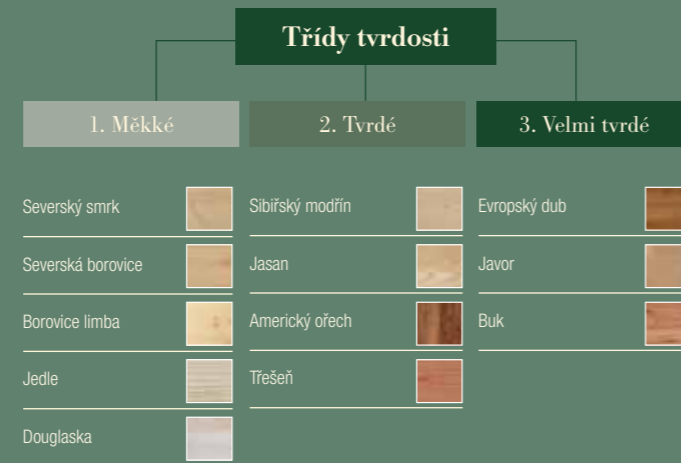 Třídy tvrdosti
1. Měkké
2. Tvrdé
3. Velmi tvrdé
Severský smrk
Severská borovice
Borovice limba
Jedle
Douglaska
Sibiřský modřín
Jasan
Americký ořech
Třešeň
Evropský dub
Javor
Buk